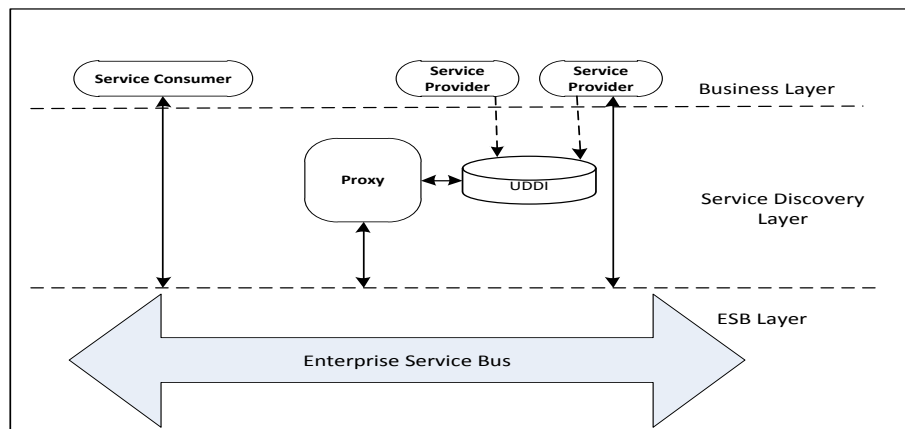 Service Consumer
Service
Provider
Service
Provider
Business Layer
Proxy
UDDI
Service Discovery
Layer
ESB Layer
Enterprise Service Bus